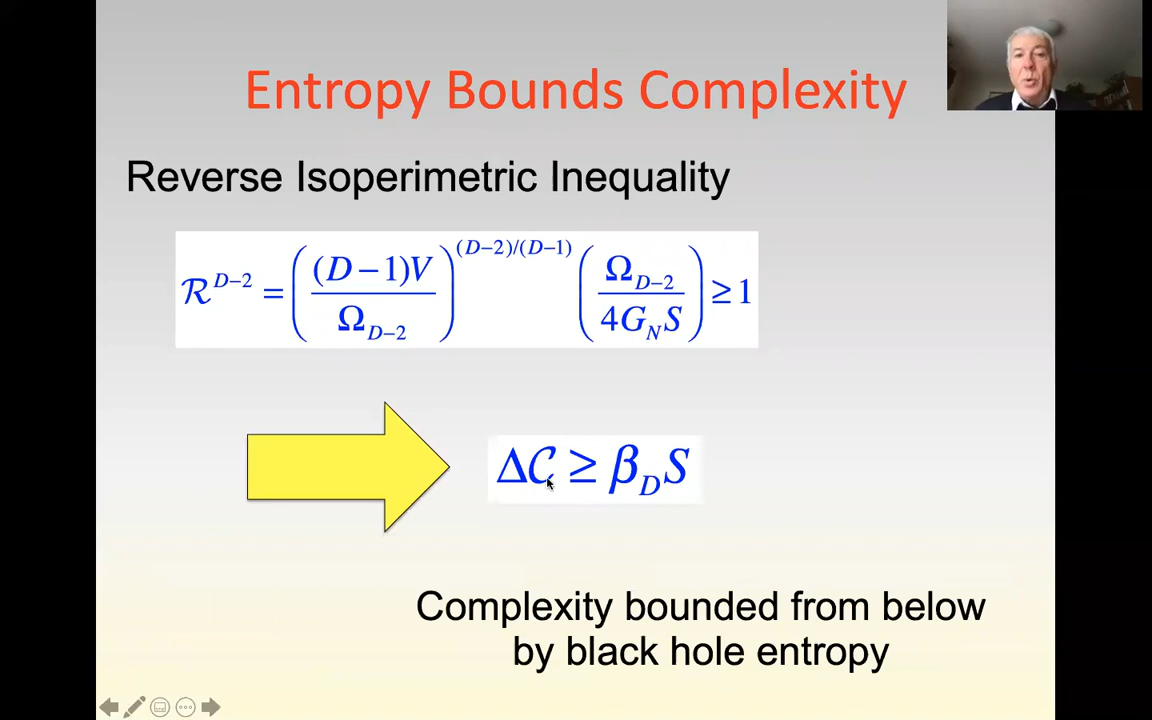 Entropy Bounds Complexity
Reverse Isoperimetric Inequality
ℛ^{D−2} = ((D−1)V / Ω_{D−2})^{(D−2)/(D−1)} (Ω_{D−2} / 4G_N S) ≥ 1
Δ𝒞 ≥ β_D S
Complexity bounded from below
by black hole entropy